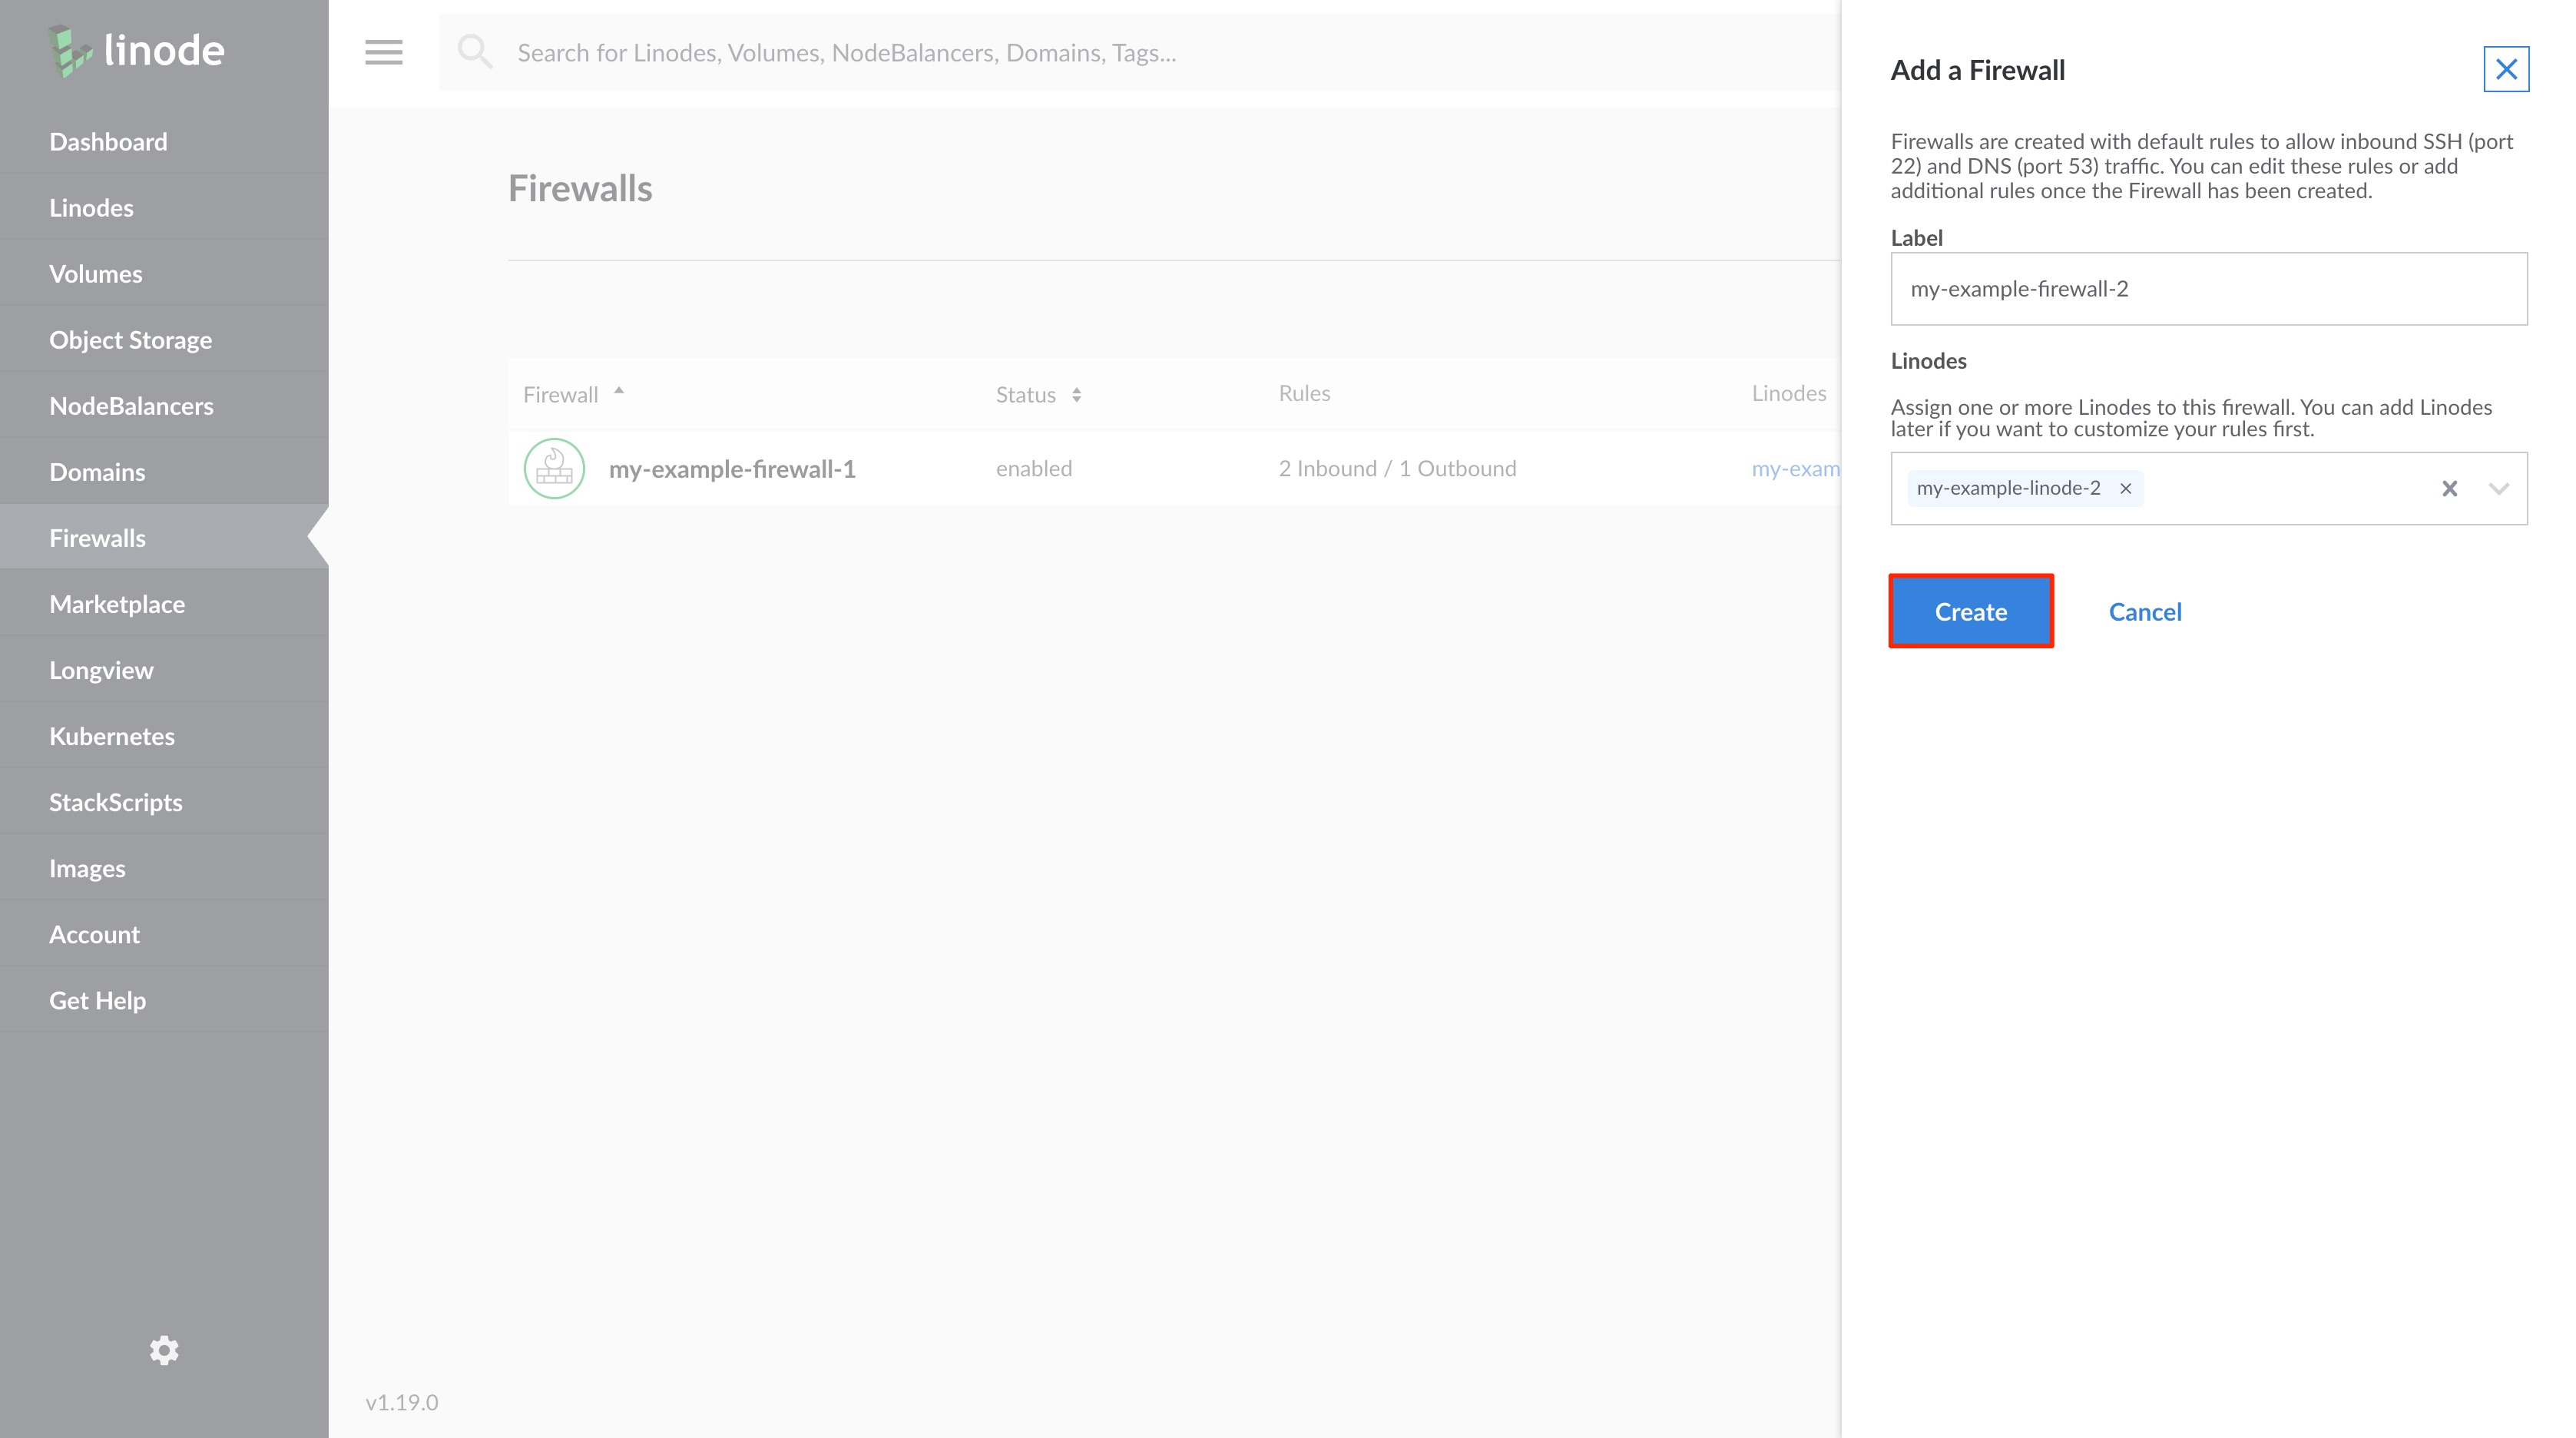 linode
Dashboard
Linodes
Volumes
Object Storage
NodeBalancers
Domains
Firewalls
Marketplace
Longview
Kubernetes
StackScripts
Images
Account
Get Help
Search for Linodes, Volumes, NodeBalancers, Domains, Tags...
Firewalls
Firewall Status Rules Linodes
my-example-firewall-1 enabled 2 Inbound / 1 Outbound my-exam
v1.19.0
Add a Firewall
Firewalls are created with default rules to allow inbound SSH (port
22) and DNS (port 53) traffic. You can edit these rules or add
additional rules once the Firewall has been created.
Label
my-example-firewall-2
Linodes
Assign one or more Linodes to this firewall. You can add Linodes
later if you want to customize your rules first.
my-example-linode-2
Create Cancel